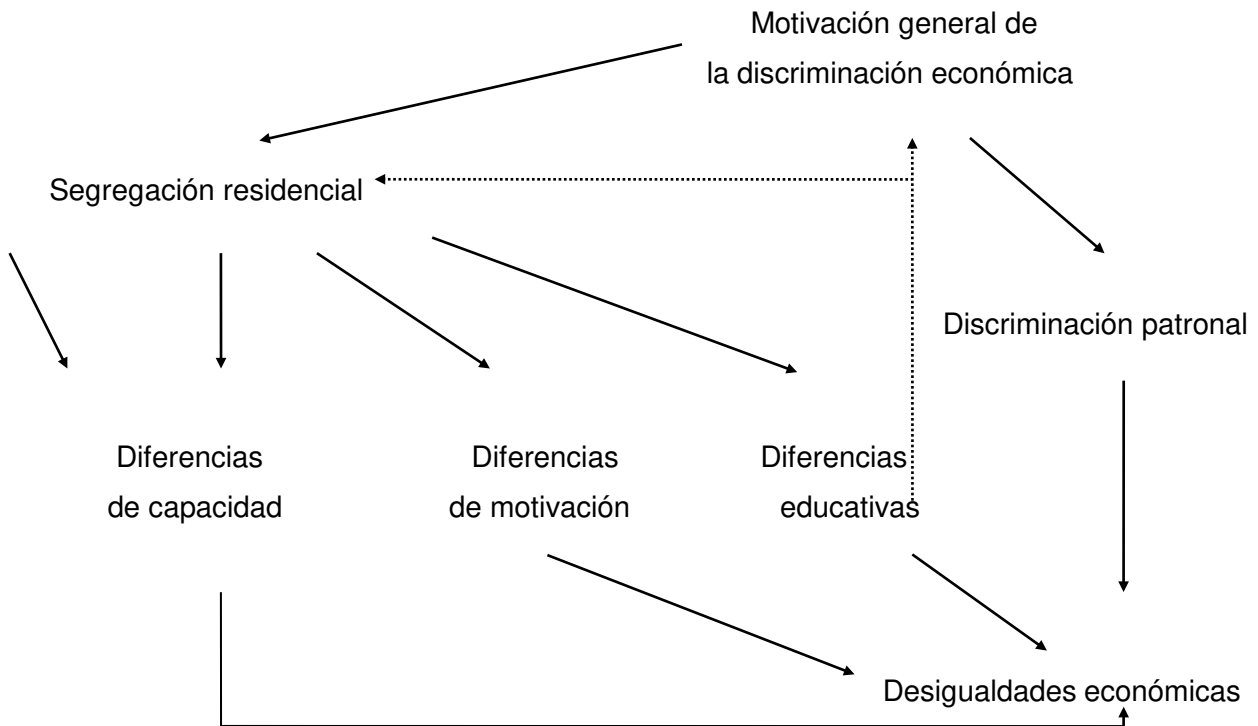 Motivación general de
la discriminación económica
Segregación residencial
Discriminación patronal
Diferencias
de capacidad
Diferencias
de motivación
Diferencias
educativas
Desigualdades económicas